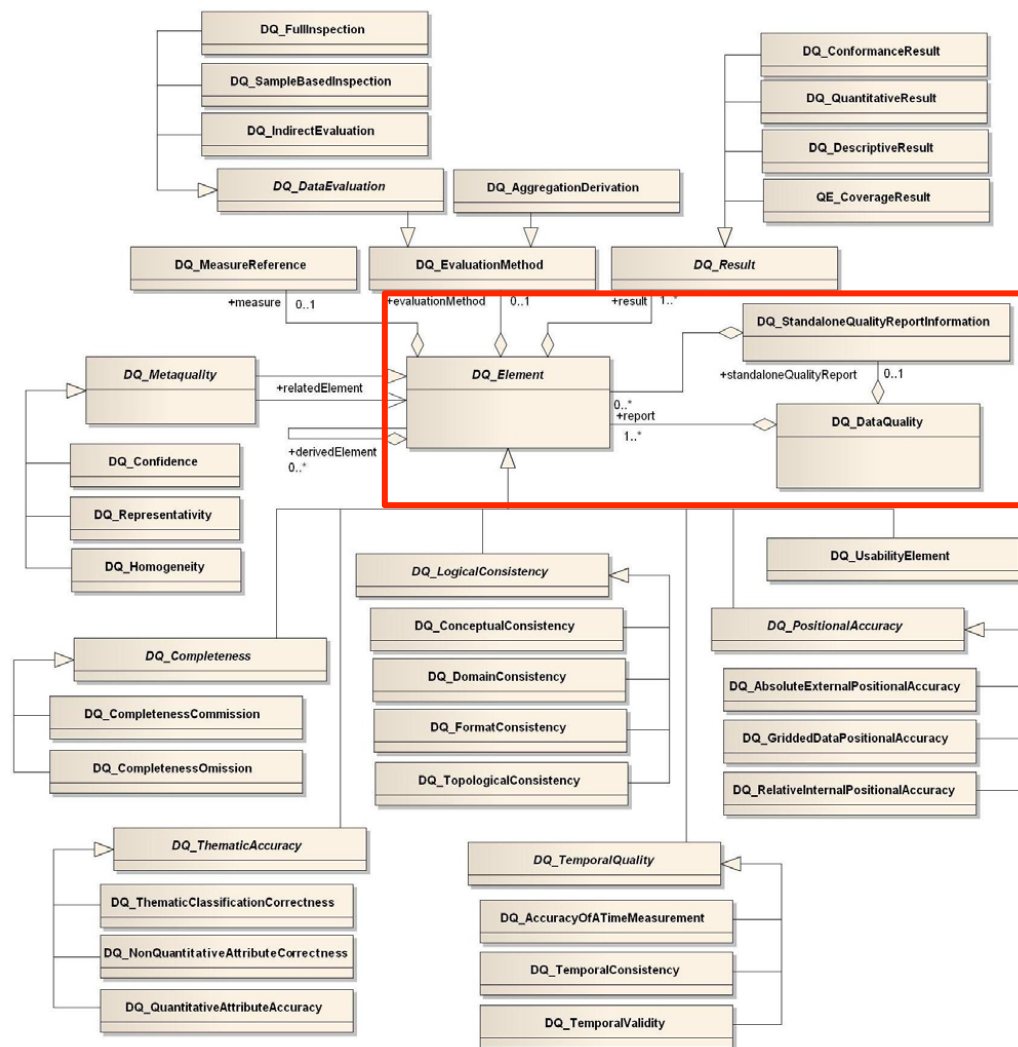 DQ_FullInspection
DQ_ConformanceResult
DQ_SampleBasedInspection
DQ_QuantitativeResult
DQ_IndirectEvaluation
DQ_DescriptiveResult
DQ_DataEvaluation
DQ_AggregationDerivation
QE_CoverageResult
DQ_MeasureReference
DQ_EvaluationMethod
DQ_Result
+measure
0..1
+evaluationMethod
0..1
+result
1..*
DQ_StandaloneQualityReportInformation
DQ_Metaquality
+relatedElement
DQ_Element
+standaloneQualityReport
0..1
0..*
+report
1..*
DQ_DataQuality
+derivedElement
0..*
DQ_Confidence
DQ_Representativity
DQ_Homogeneity
DQ_LogicalConsistency
DQ_UsabilityElement
DQ_ConceptualConsistency
DQ_PositionalAccuracy
DQ_Completeness
DQ_DomainConsistency
DQ_AbsoluteExternalPositionalAccuracy
DQ_CompletenessCommission
DQ_FormatConsistency
DQ_GriddedDataPositionalAccuracy
DQ_CompletenessOmission
DQ_TopologicalConsistency
DQ_RelativeInternalPositionalAccuracy
DQ_ThematicAccuracy
DQ_TemporalQuality
DQ_ThematicClassificationCorrectness
DQ_AccuracyOfATimeMeasurement
DQ_NonQuantitativeAttributeCorrectness
DQ_TemporalConsistency
DQ_QuantitativeAttributeAccuracy
DQ_TemporalValidity